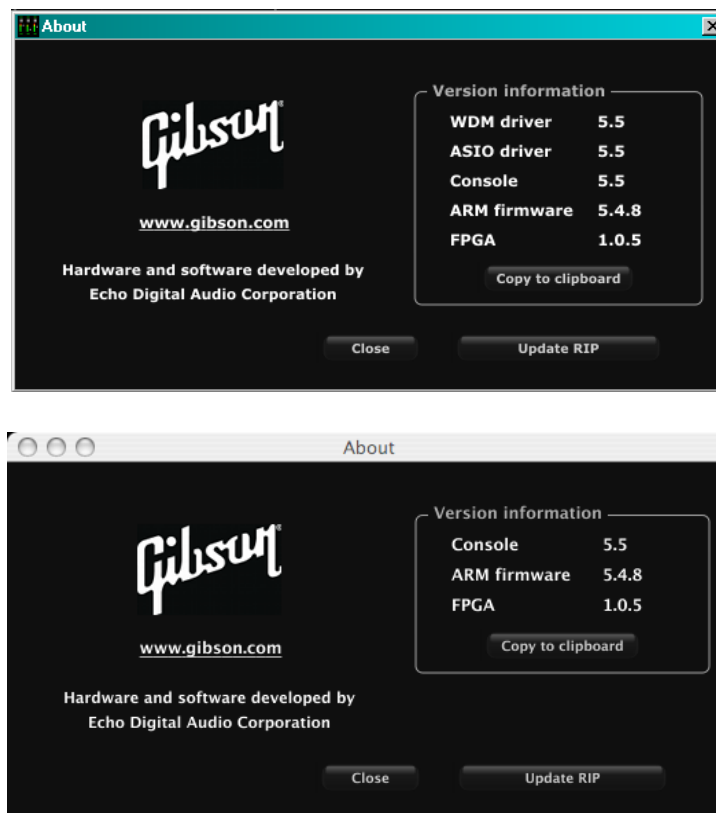 About
Gibson
www.gibson.com
Hardware and software developed by
Echo Digital Audio Corporation
Version information
WDM driver 5.5
ASIO driver 5.5
Console 5.5
ARM firmware 5.4.8
FPGA 1.0.5
Copy to clipboard
Close Update RIP
About
Gibson
www.gibson.com
Hardware and software developed by
Echo Digital Audio Corporation
Version information
Console 5.5
ARM firmware 5.4.8
FPGA 1.0.5
Copy to clipboard
Close Update RIP